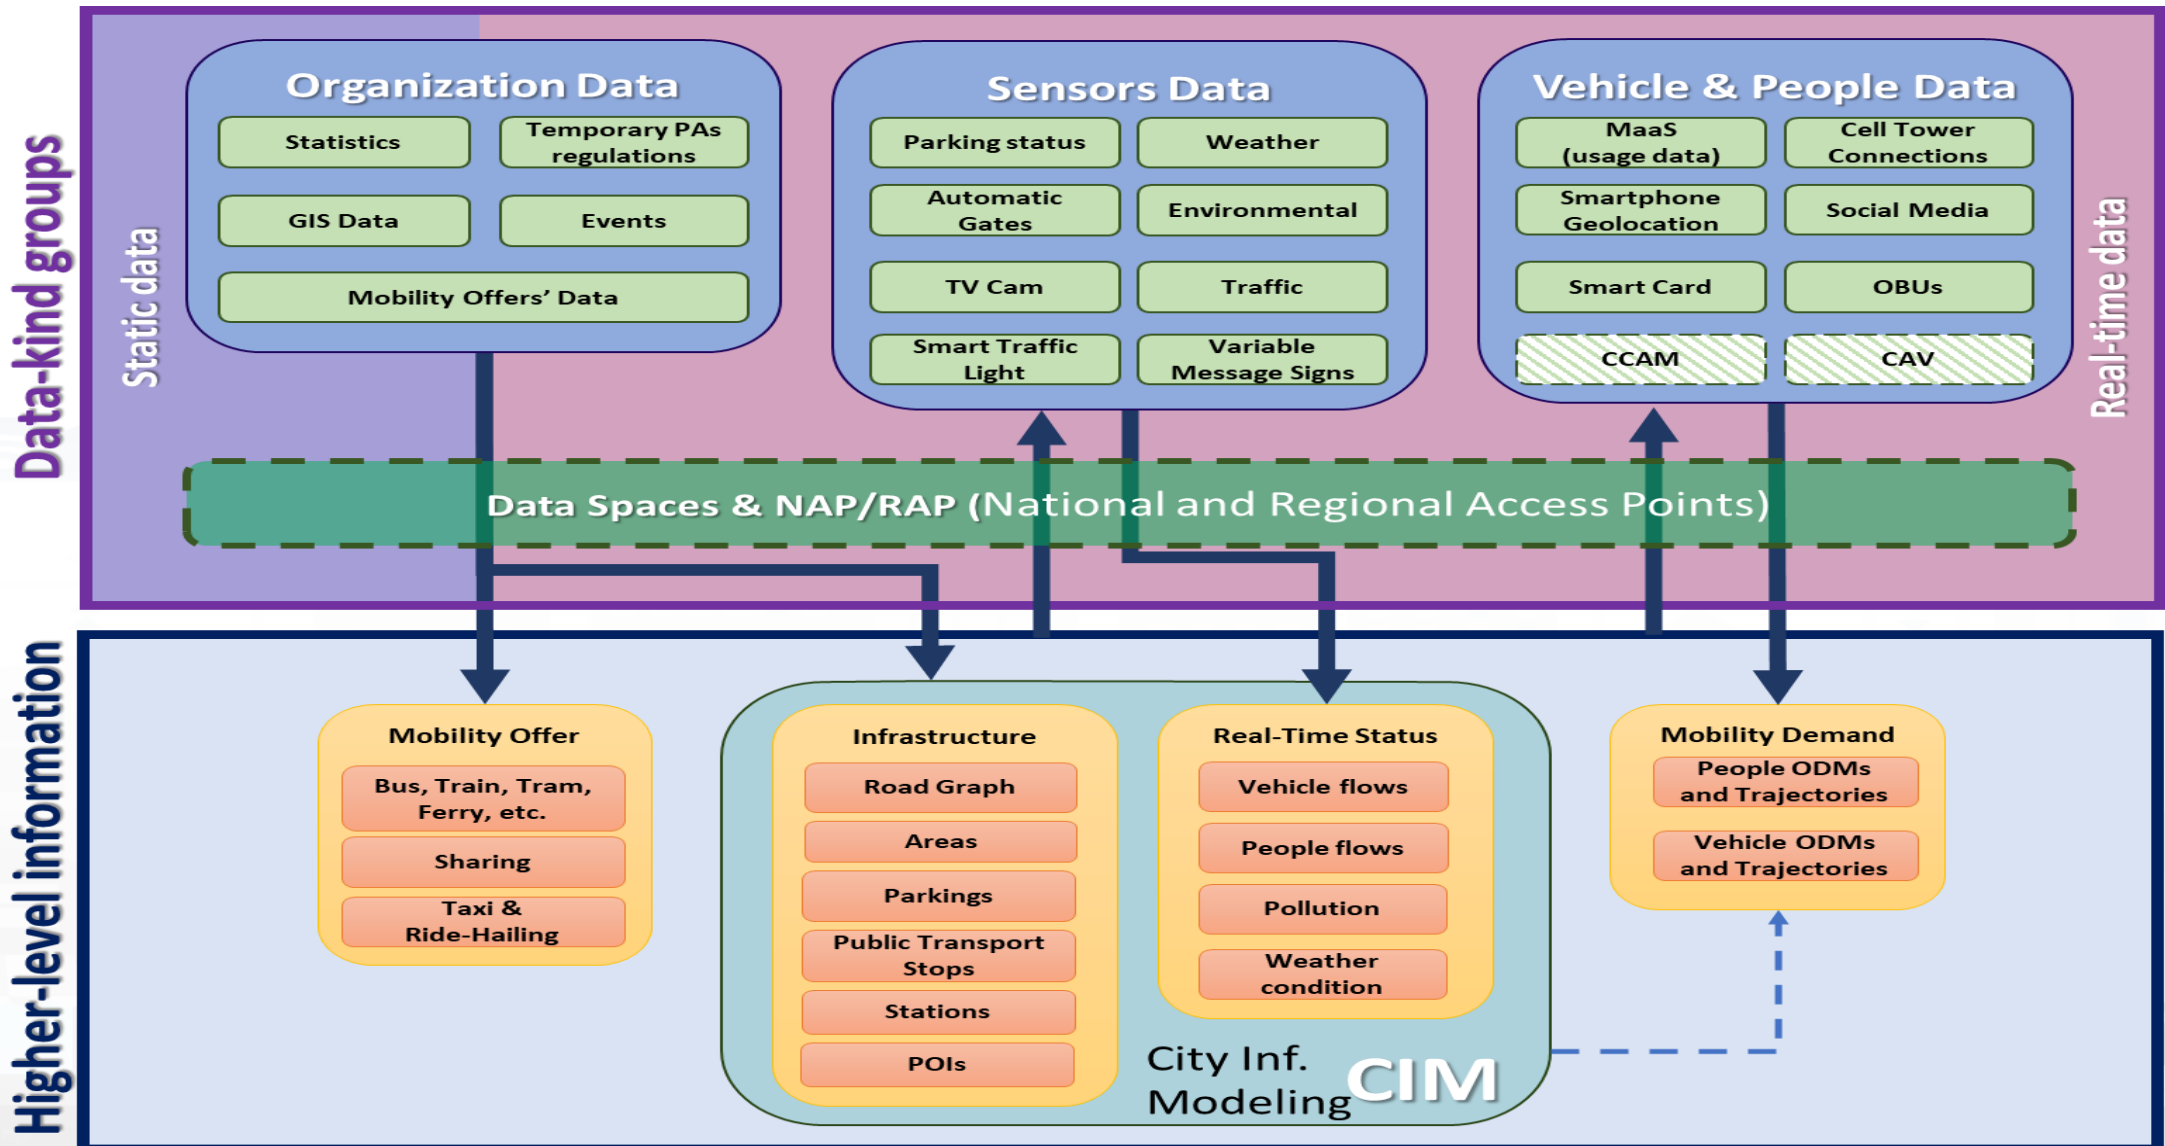 Data-kind groups
Static data
Real-time data
Organization Data
Statistics
Temporary PAs
regulations
GIS Data
Events
Mobility Offers’ Data
Sensors Data
Parking status
Weather
Automatic
Gates
Environmental
TV Cam
Traffic
Smart Traffic
Light
Variable
Message Signs
Vehicle & People Data
MaaS
(usage data)
Cell Tower
Connections
Smartphone
Geolocation
Social Media
Smart Card
OBUs
CCAM
CAV
Data Spaces & NAP/RAP (National and Regional Access Points)
Higher-level information
Mobility Offer
Bus, Train, Tram,
Ferry, etc.
Sharing
Taxi &
Ride-Hailing
Infrastructure
Road Graph
Areas
Parkings
Public Transport
Stops
Stations
POIs
Real-Time Status
Vehicle flows
People flows
Pollution
Weather
condition
City Inf.
Modeling
CIM
Mobility Demand
People ODMs
and Trajectories
Vehicle ODMs
and Trajectories